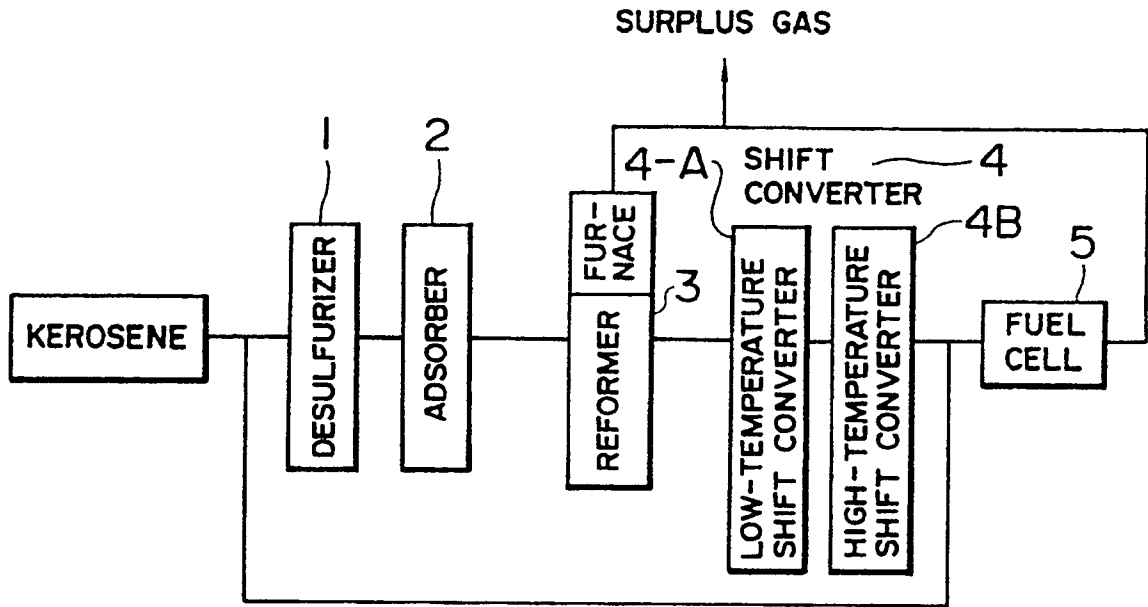 SURPLUS GAS
1
2
4-A
SHIFT
CONVERTER
4
4B
5
3
KEROSENE
DESULFURIZER
ADSORBER
FUR-
NACE
REFORMER
LOW-TEMPERATURE
SHIFT CONVERTER
HIGH-TEMPERATURE
SHIFT CONVERTER
FUEL
CELL